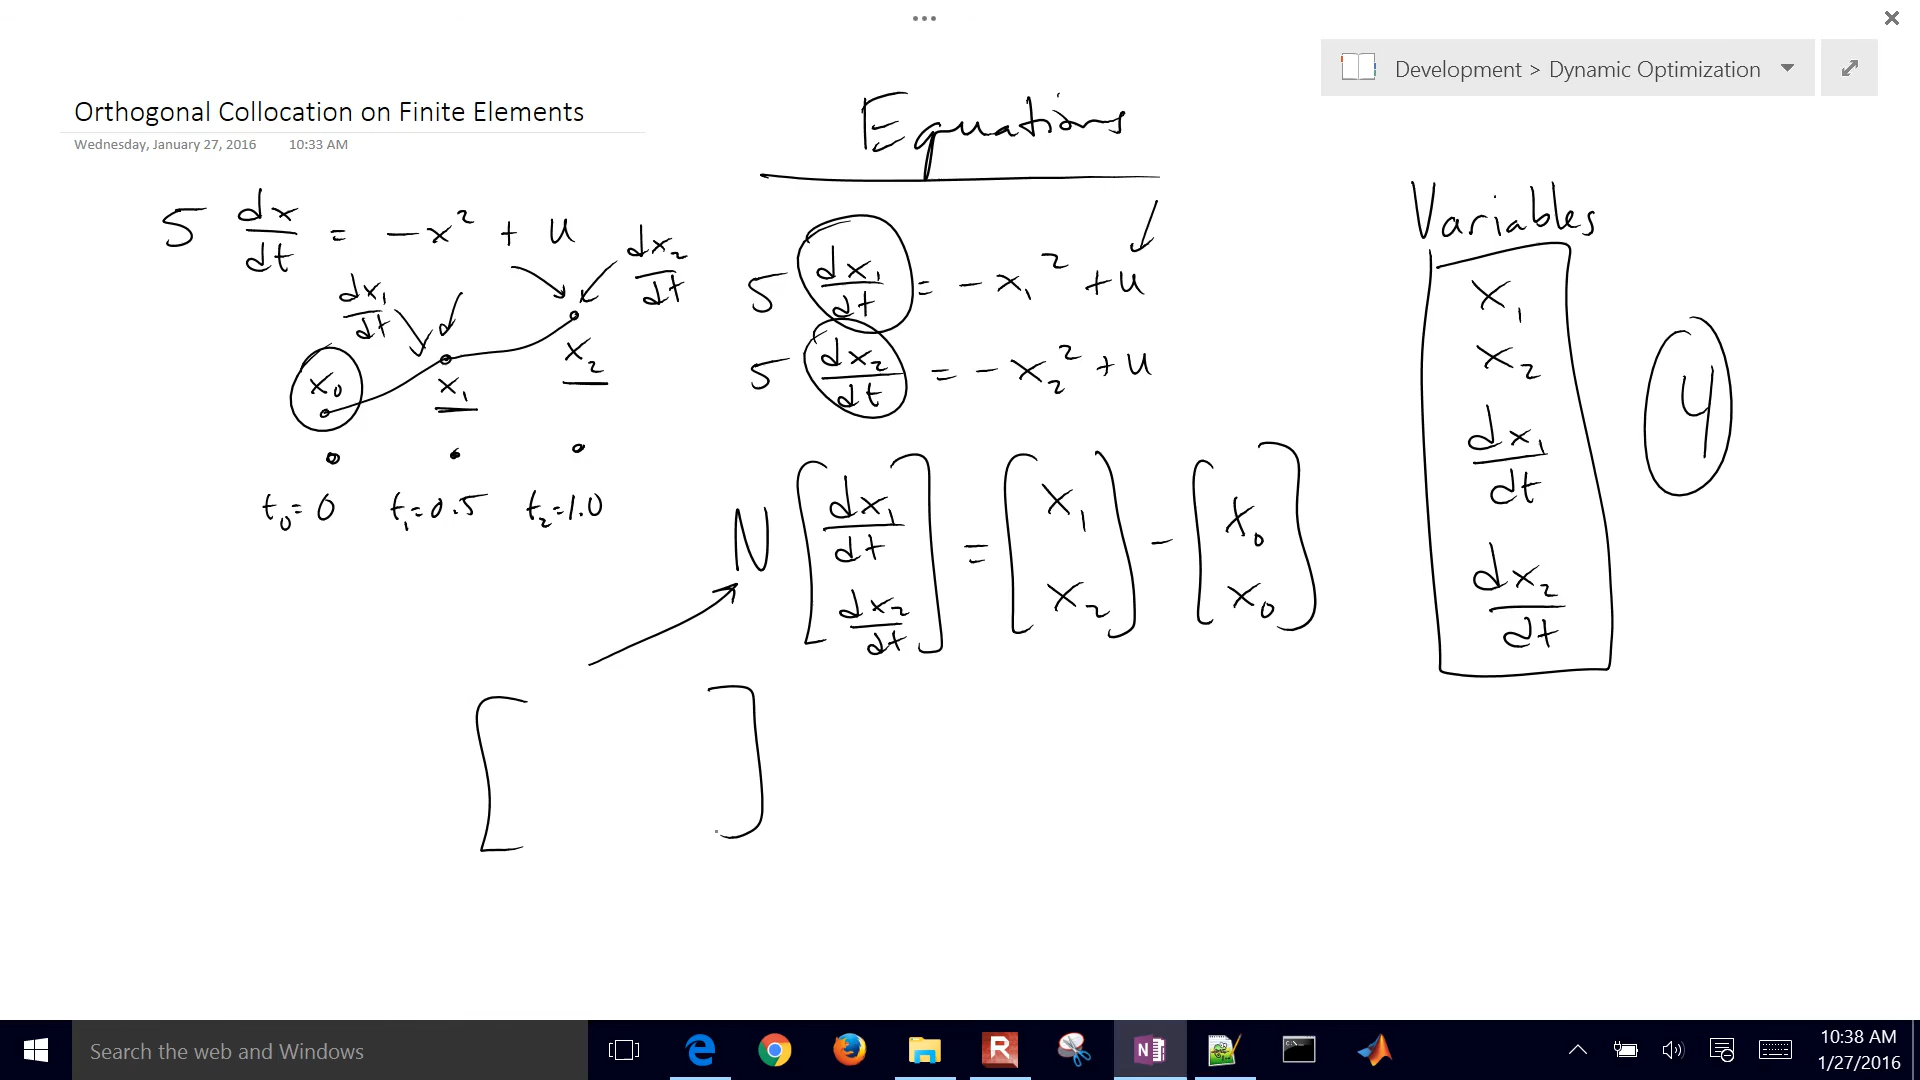 Development > Dynamic Optimization
Orthogonal Collocation on Finite Elements
Wednesday, January 27, 2016 10:33 AM
Equations
Variables
5 dx/dt = -x² + u
dx₁/dt
dx₂/dt
x₀
x₁
x₂
t₀=0 t₁=0.5 t₂=1.0
5 dx₁/dt = -x₁² + u
5 dx₂/dt = -x₂² + u
N [dx₁/dt dx₂/dt] = [x₁ x₂] - [x₀ x₀]
x₁
x₂
dx₁/dt
dx₂/dt
4
Search the web and Windows
10:38 AM
1/27/2016